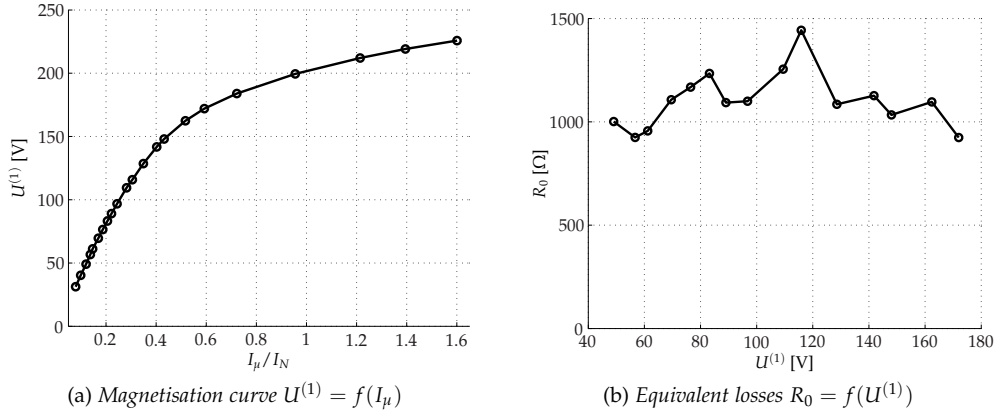 250
200
150
100
50
0
U^{(1)} [V]
0.2 0.4 0.6 0.8 1 1.2 1.4 1.6
I_μ/I_N
(a) Magnetisation curve U^{(1)} = f(I_μ)
1500
1000
500
0
R_0 [Ω]
40 60 80 100 120 140 160 180
U^{(1)} [V]
(b) Equivalent losses R_0 = f(U^{(1)})